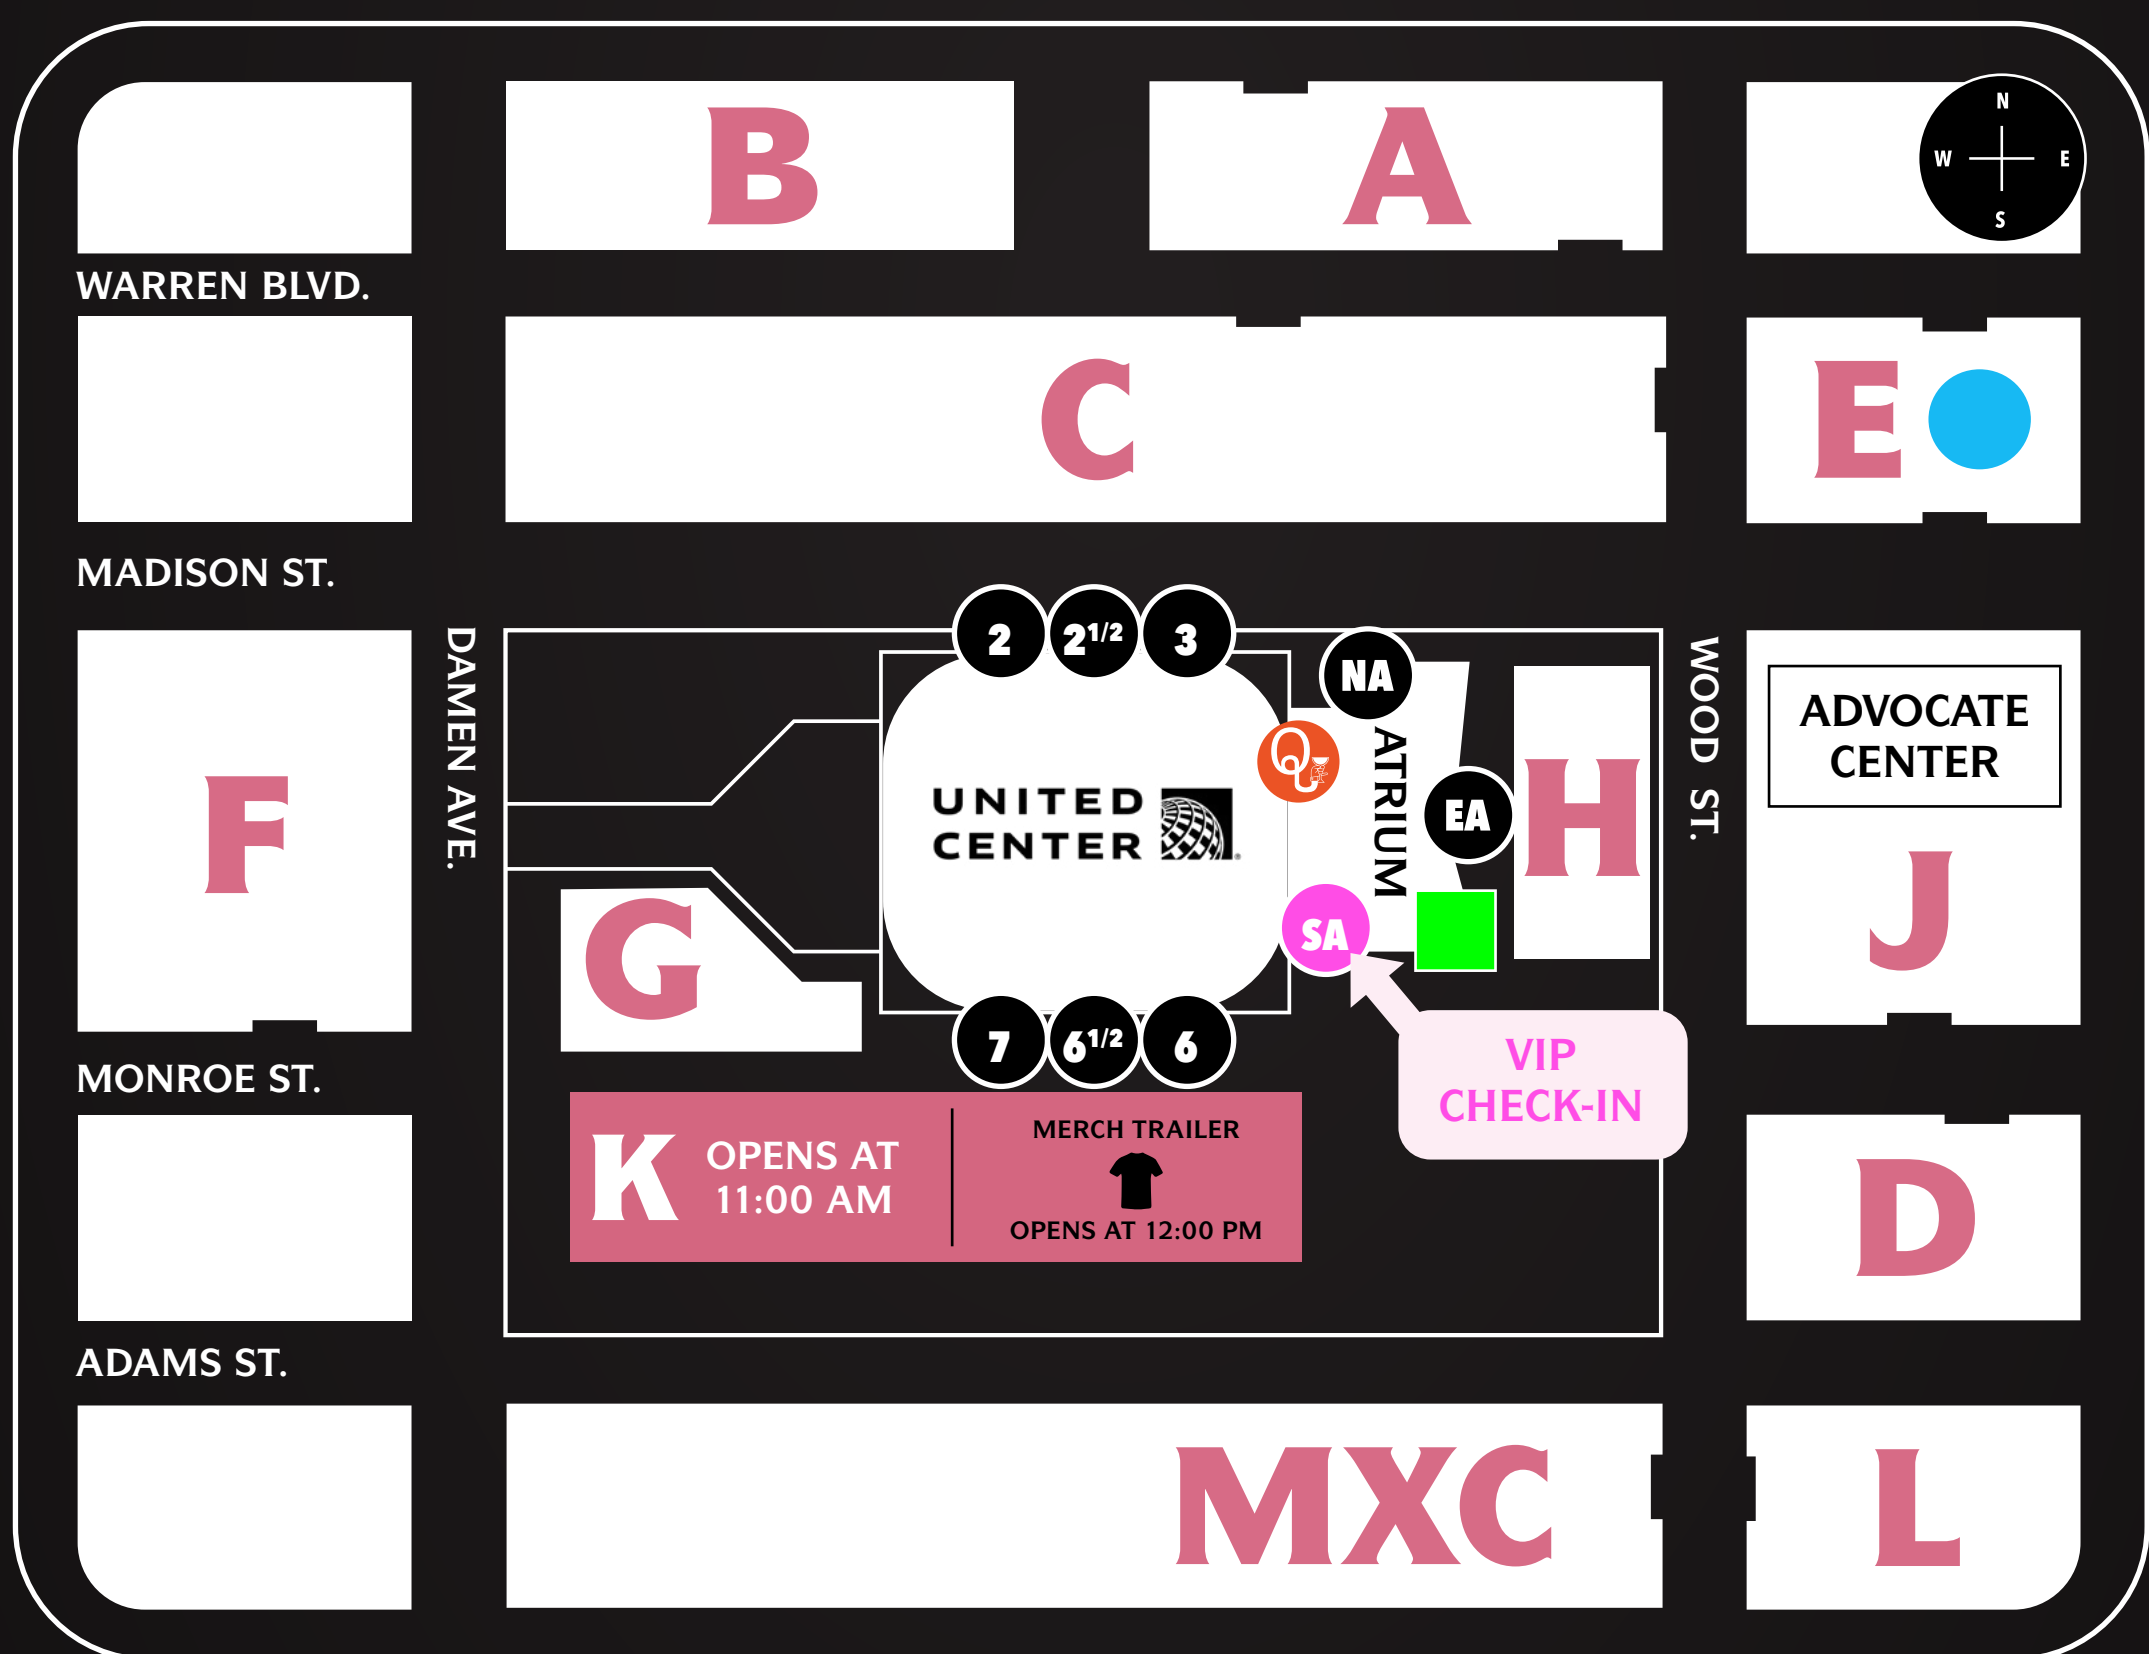 B
A
N
W E
S
WARREN BLVD.
C
E
MADISON ST.
2
2 1/2
3
NA
DAMEN AVE.
WOOD ST.
ADVOCATE
CENTER
F
UNITED
CENTER
®
Q
ATRIUM
EA
H
J
G
SA
7
6 1/2
6
VIP
CHECK-IN
MONROE ST.
K
OPENS AT
11:00 AM
MERCH TRAILER
OPENS AT 12:00 PM
D
ADAMS ST.
MXC
L